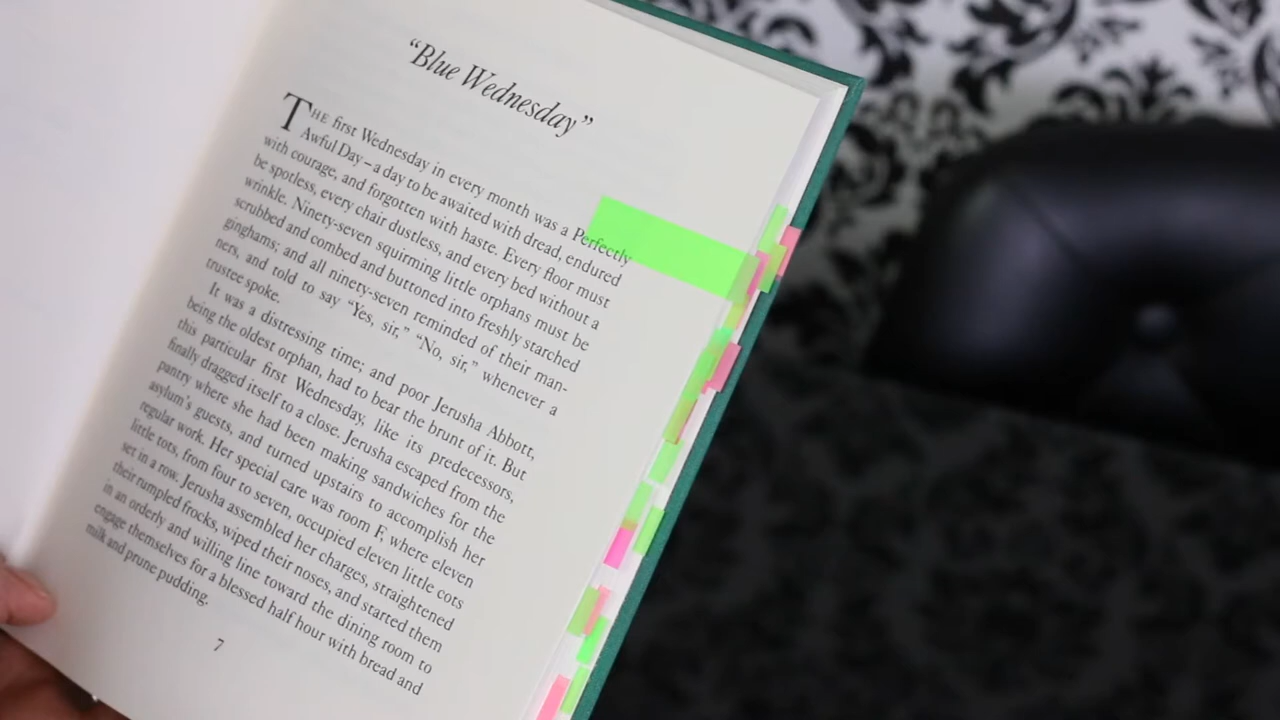 “Blue Wednesday”
THE first Wednesday in every month was a Perfectly
Awful Day – a day to be awaited with dread, endured
with courage, and forgotten with haste. Every floor must
be spotless, every chair dustless, and every bed without a
wrinkle. Ninety-seven squirming little orphans must be
scrubbed and combed and buttoned into freshly starched
ginghams; and all ninety-seven reminded of their man-
ners, and told to say “Yes, sir,” “No, sir,” whenever a
trustee spoke.
It was a distressing time; and poor Jerusha Abbott,
being the oldest orphan, had to bear the brunt of it. But
this particular first Wednesday, like its predecessors,
finally dragged itself to a close. Jerusha escaped from the
pantry where she had been making sandwiches for the
asylum’s guests, and turned upstairs to accomplish her
regular work. Her special care was room F, where eleven
little tots, from four to seven, occupied eleven little cots
set in a row. Jerusha assembled her charges, straightened
their rumpled frocks, wiped their noses, and started them
in an orderly and willing line toward the dining room to
engage themselves for a blessed half hour with bread and
milk and prune pudding.
7